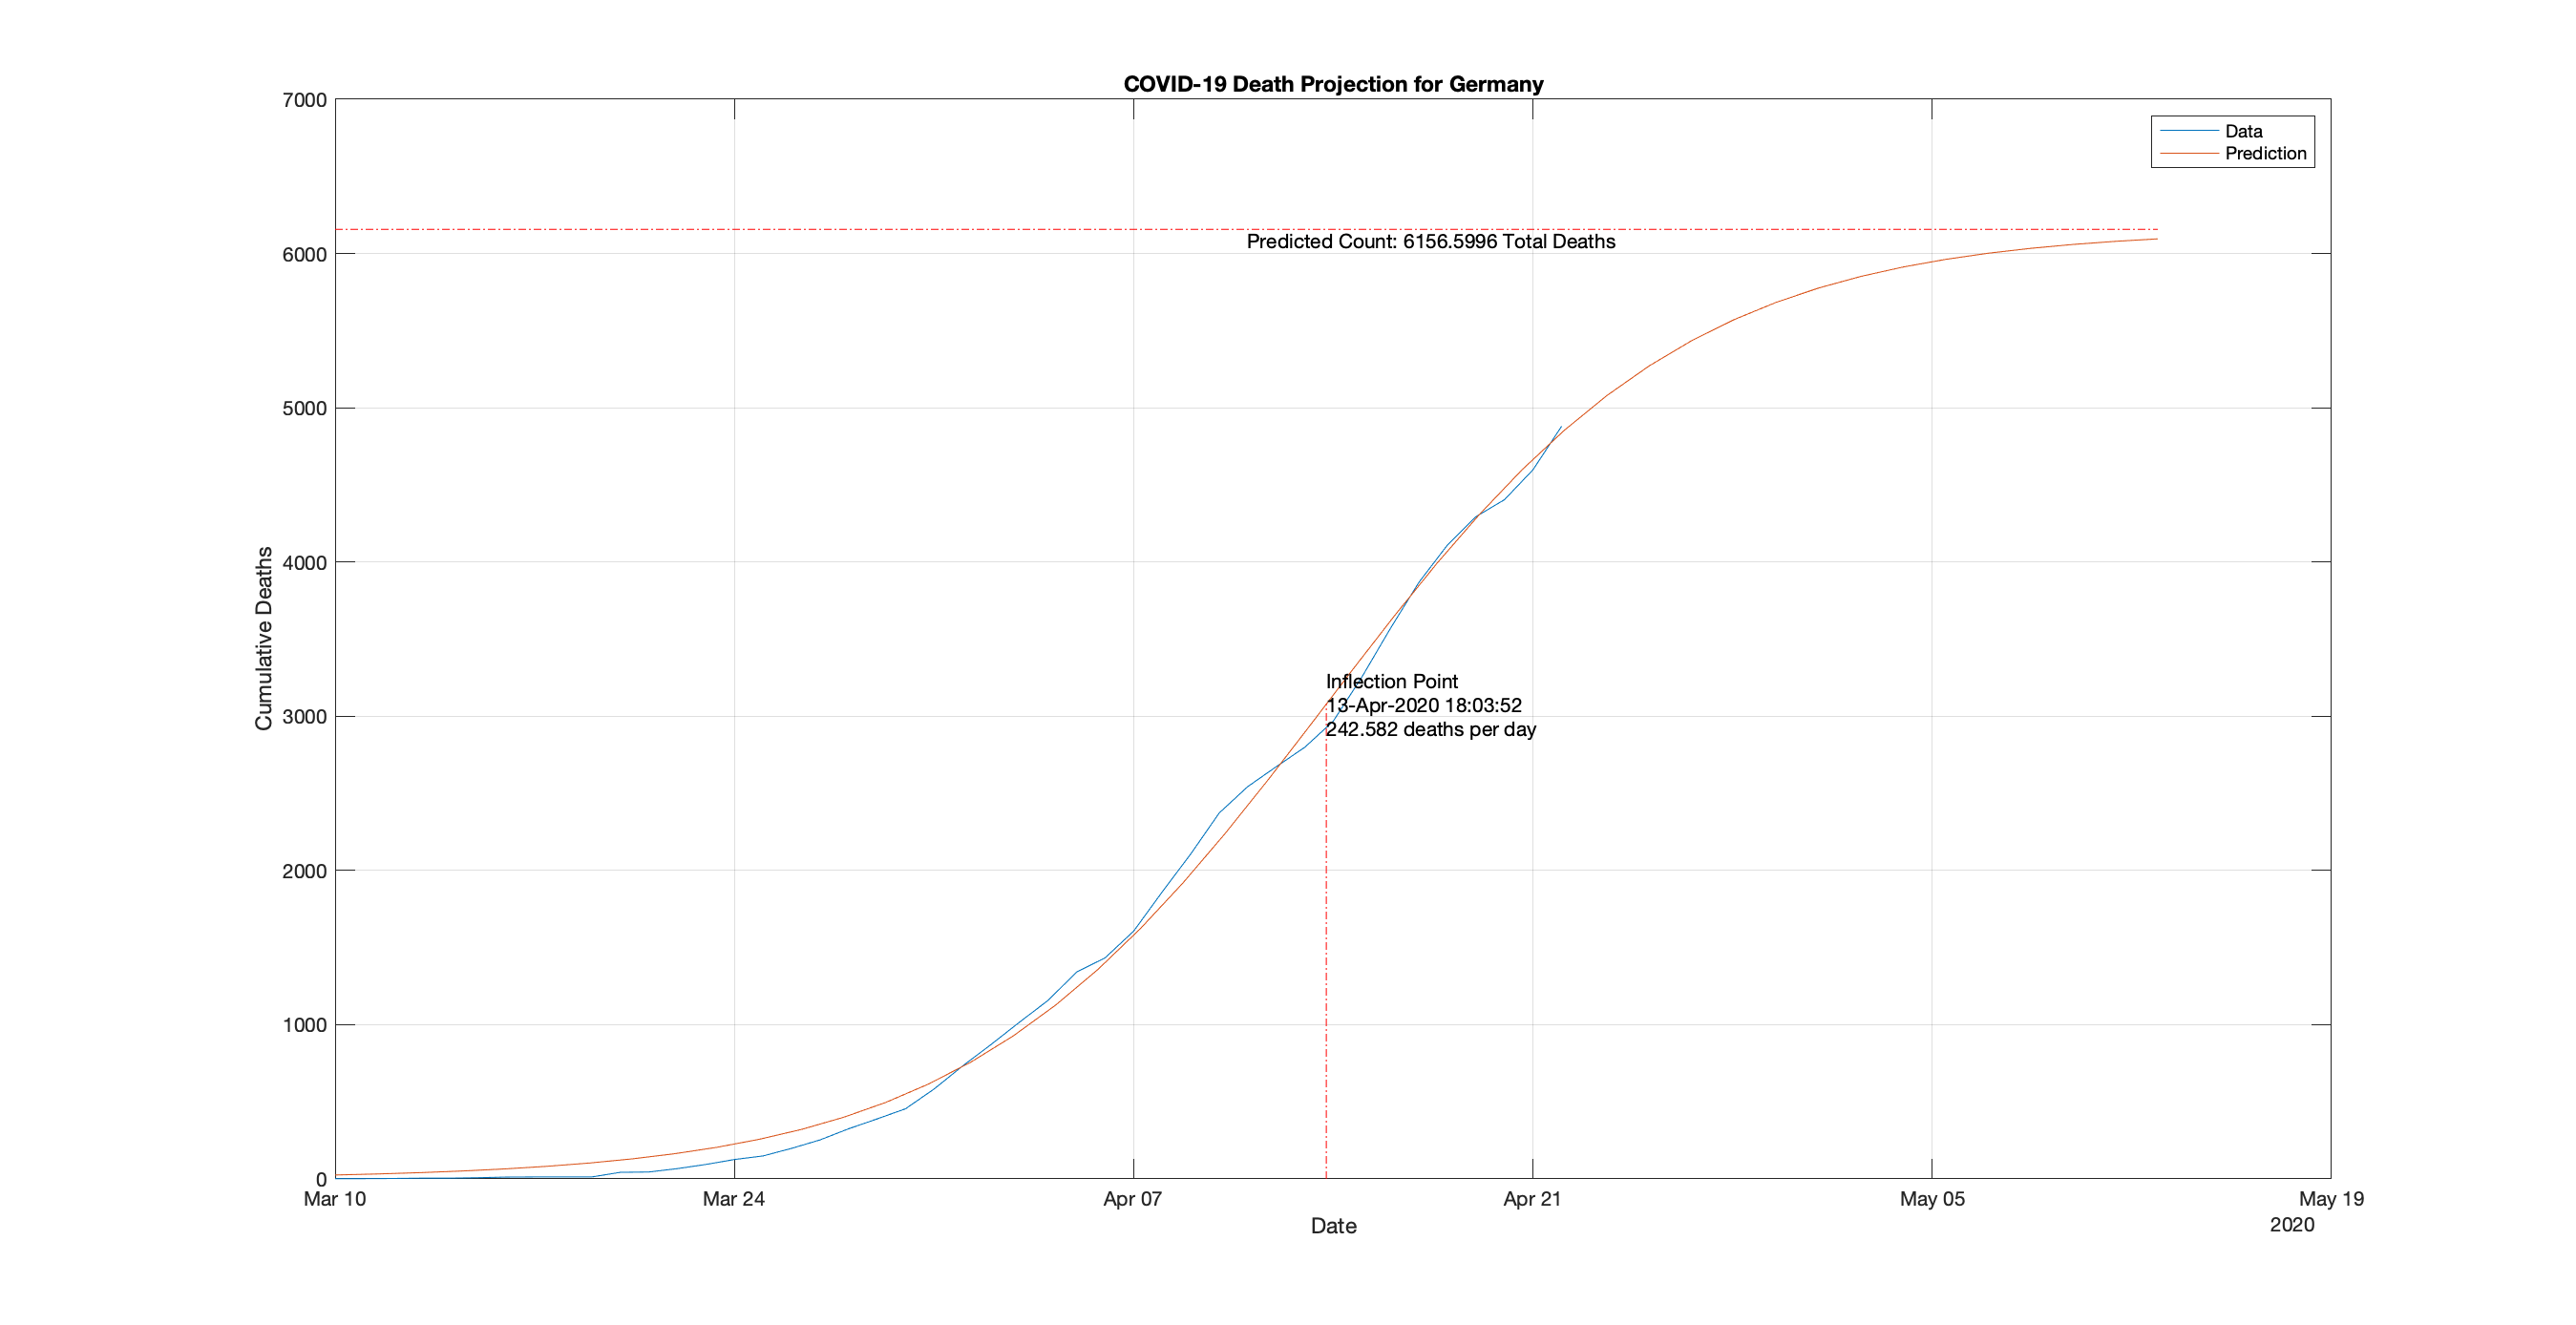 COVID-19 Death Projection for Germany
7000
6000
5000
4000
3000
2000
1000
0
Cumulative Deaths
Data
Prediction
Predicted Count: 6156.5996 Total Deaths
Inflection Point
13-Apr-2020 18:03:52
242.582 deaths per day
Mar 10 Mar 24 Apr 07 Apr 21 May 05 May 19
Date
2020